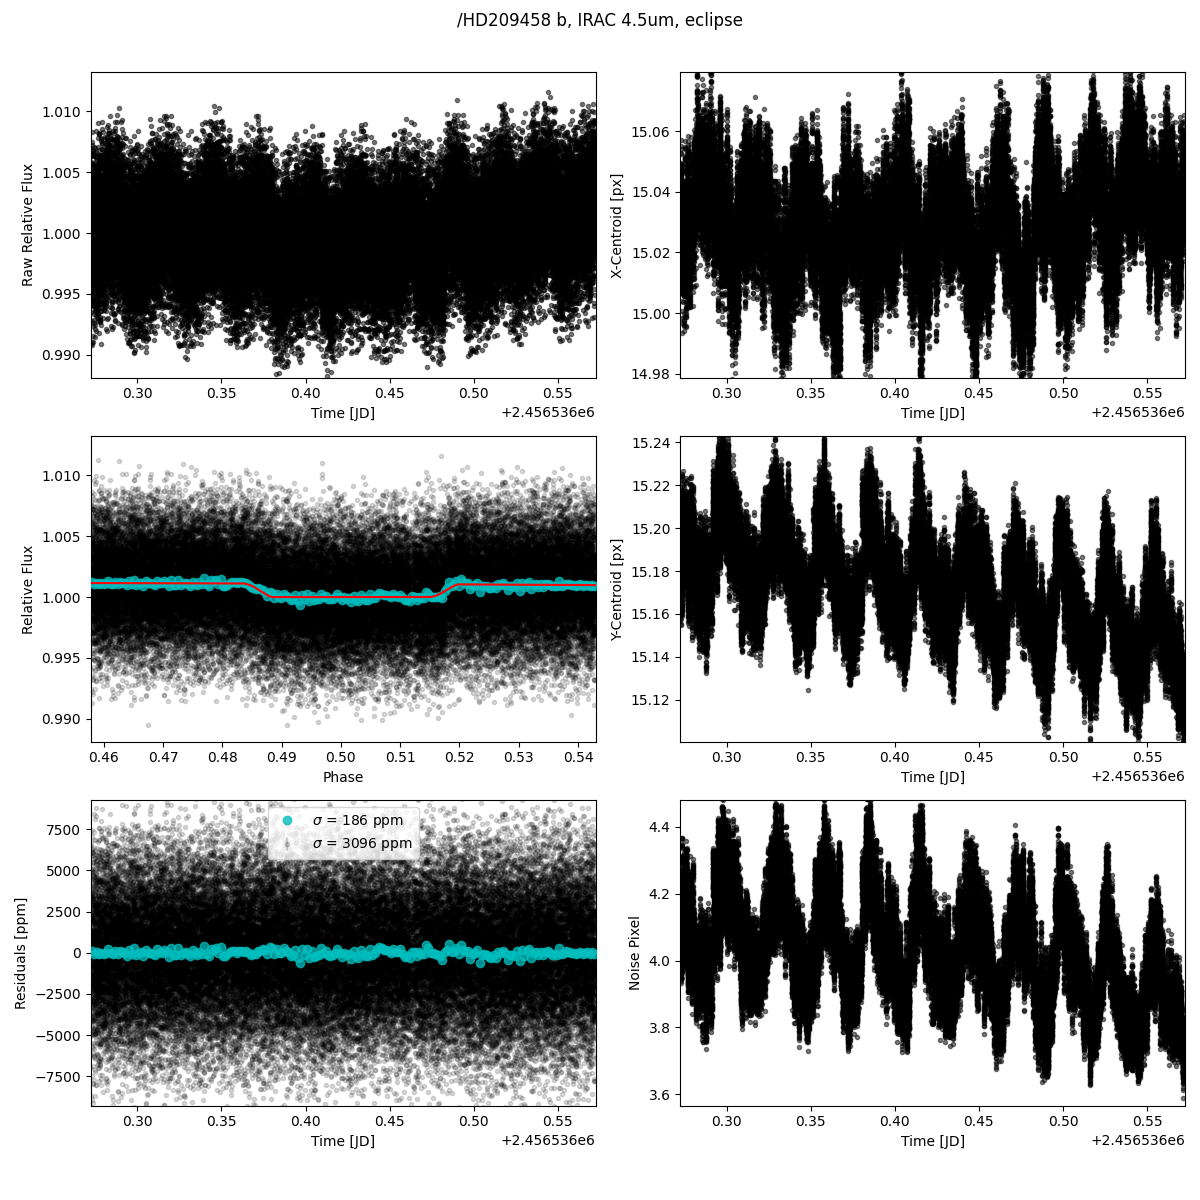 /HD209458 b, IRAC 4.5um, eclipse
1.010
1.005
1.000
0.995
0.990
Raw Relative Flux
0.30 0.35 0.40 0.45 0.50 0.55
Time [JD]
+2.456536e6
15.06
15.04
15.02
15.00
14.98
X-Centroid [px]
0.30 0.35 0.40 0.45 0.50 0.55
Time [JD]
+2.456536e6
1.010
1.005
1.000
0.995
0.990
Relative Flux
0.46 0.47 0.48 0.49 0.50 0.51 0.52 0.53 0.54
Phase
15.24
15.22
15.20
15.18
15.16
15.14
15.12
Y-Centroid [px]
0.30 0.35 0.40 0.45 0.50 0.55
Time [JD]
+2.456536e6
σ = 186 ppm
σ = 3096 ppm
7500
5000
2500
0
−2500
−5000
−7500
Residuals [ppm]
0.30 0.35 0.40 0.45 0.50 0.55
Time [JD]
+2.456536e6
4.4
4.2
4.0
3.8
3.6
Noise Pixel
0.30 0.35 0.40 0.45 0.50 0.55
Time [JD]
+2.456536e6